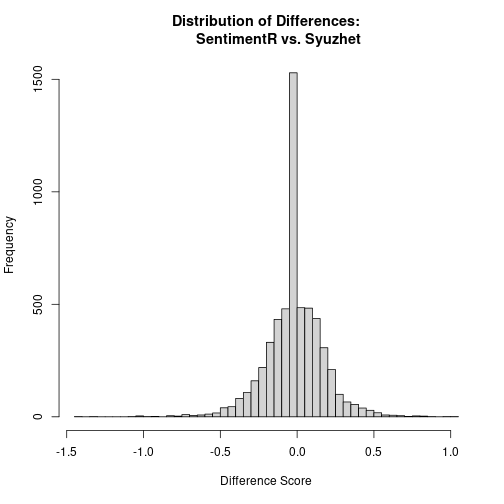 Distribution of Differences:
SentimentR vs. Syuzhet
1500
1000
500
0
Frequency
-1.5 -1.0 -0.5 0.0 0.5 1.0
Difference Score